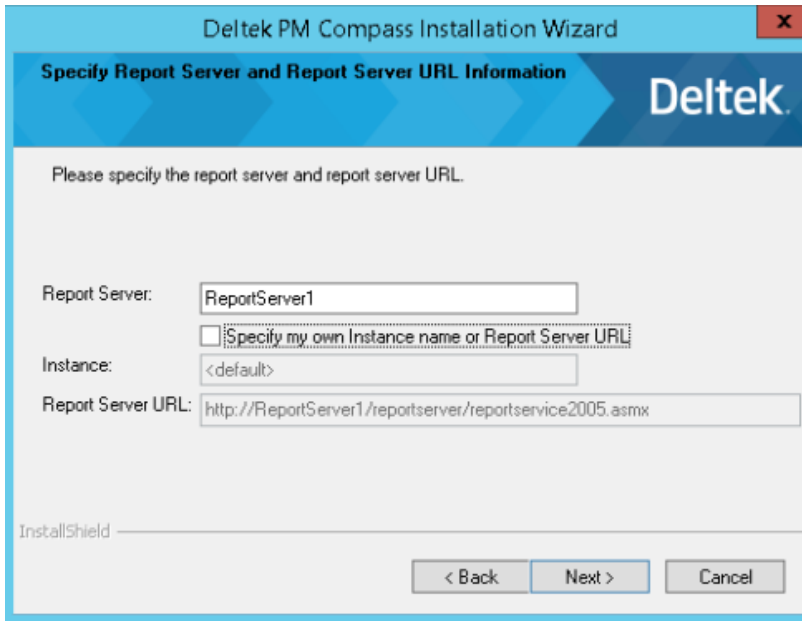 Deltek PM Compass Installation Wizard
x
Specify Report Server and Report Server URL Information
Deltek.
Please specify the report server and report server URL.
Report Server: ReportServer1
Specify my own Instance name or Report Server URL
Instance: <default>
Report Server URL: http://ReportServer1/reportserver/reportservice2005.asmx
InstallShield
< Back Next > Cancel